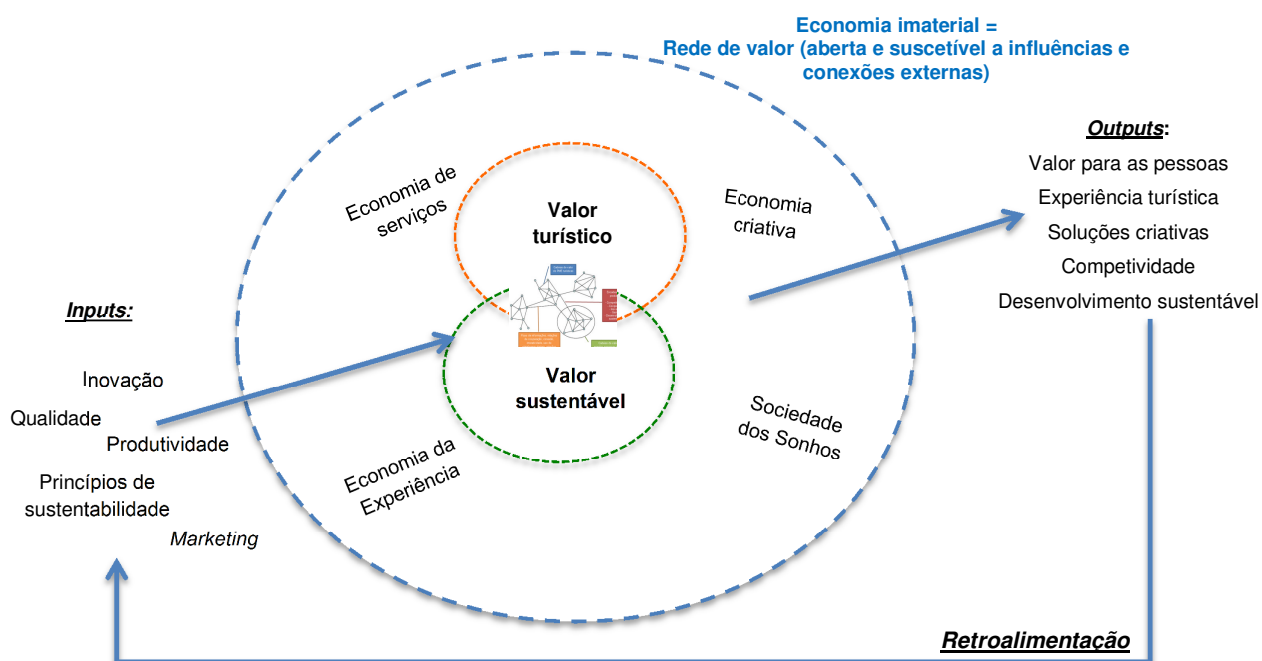 Economia imaterial =
Rede de valor (aberta e suscetível a influências e
conexões externas)
Outputs:
Valor para as pessoas
Experiência turística
Soluções criativas
Competividade
Desenvolvimento sustentável
Economia de
serviços
Valor
turístico
Economia
criativa
Inputs:
Inovação
Qualidade
Produtividade
Princípios de
sustentabilidade
Marketing
Valor
sustentável
Economia da
Experiência
Sociedade
dos Sonhos
Retroalimentação